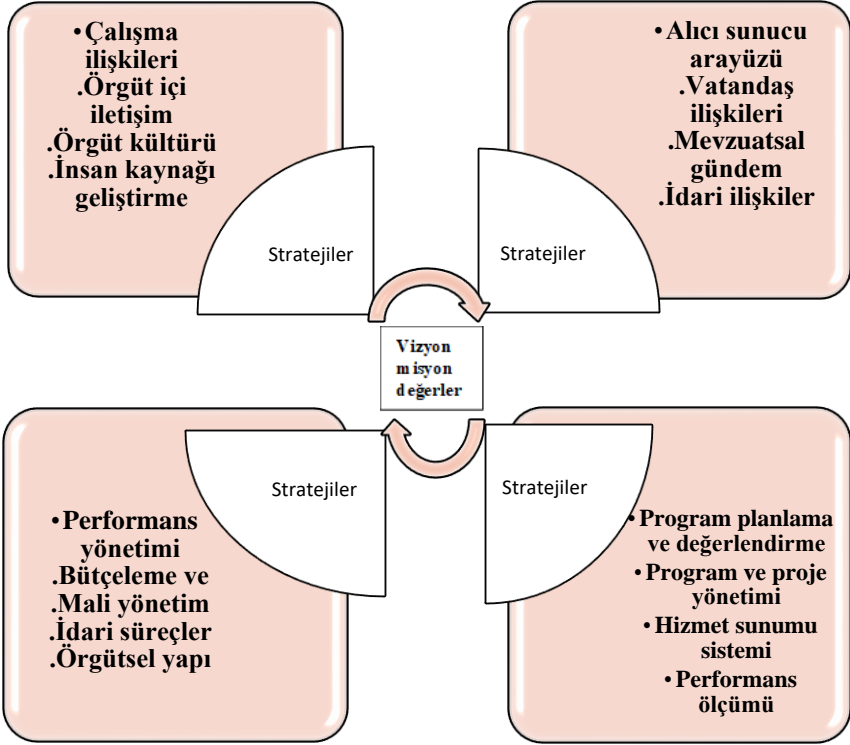 •Çalışma
ilişkileri
.Örgüt içi
iletişim
.Örgüt kültürü
.İnsan kaynağı
geliştirme
• Alıcı sunucu
arayüzü
.Vatandaş
ilişkileri
.Mevzuatsal
gündem
.İdari ilişkiler
Stratejiler
Stratejiler
Vizyon
misyon
değerler
Stratejiler
Stratejiler
•Performans
yönetimi
.Bütçeleme ve
.Mali yönetim
.İdari süreçler
.Örgütsel yapı
•Program planlama
ve değerlendirme
•Program ve proje
yönetimi
•Hizmet sunumu
sistemi
•Performans
ölçümü